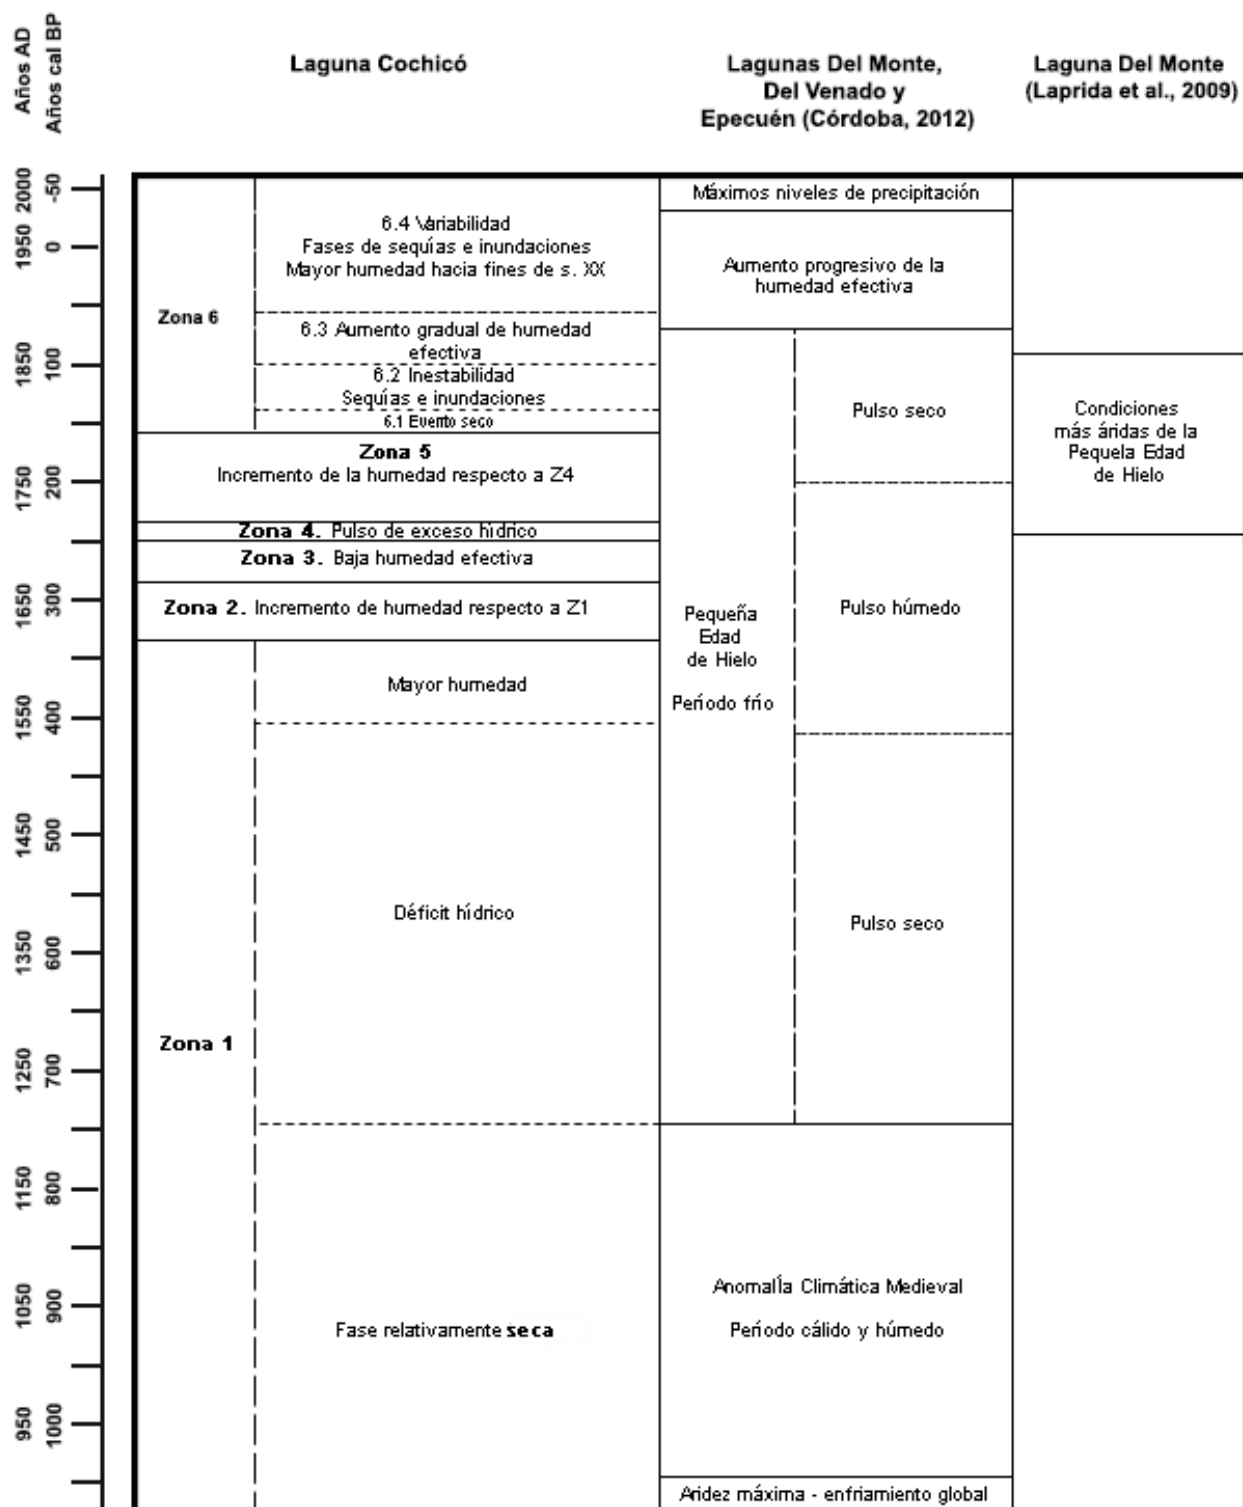 Años AD
Años cal BP
Laguna Cochicó
Lagunas Del Monte,
Del Venado y
Epecuén (Córdoba, 2012)
Laguna Del Monte
(Laprida et al., 2009)
2000 -50
1950 0
1850 100
1750 200
1650 300
1550 400
1450 500
1350 600
1250 700
1150 800
1050 900
950 1000
Zona 6
6.4 Variabilidad
Fases de sequías e inundaciones
Mayor humedad hacia fines de s. XX
6.3 Aumento gradual de humedad
efectiva
6.2 Inestabilidad
Sequías e inundaciones
6.1 Evento seco
Zona 5
Incremento de la humedad respecto a Z4
Zona 4. Pulso de exceso hídrico
Zona 3. Baja humedad efectiva
Zona 2. Incremento de humedad respecto a Z1
Zona 1
Mayor humedad
Déficit hídrico
Fase relativamente seca
Máximos niveles de precipitación
Aumento progresivo de la
humedad efectiva
Pequeña
Edad
de Hielo
Período frío
Pulso seco
Pulso húmedo
Pulso seco
Anomalía Climática Medieval
Período cálido y húmedo
Aridez máxima - enfriamiento global
Condiciones
más áridas de la
Pequela Edad
de Hielo